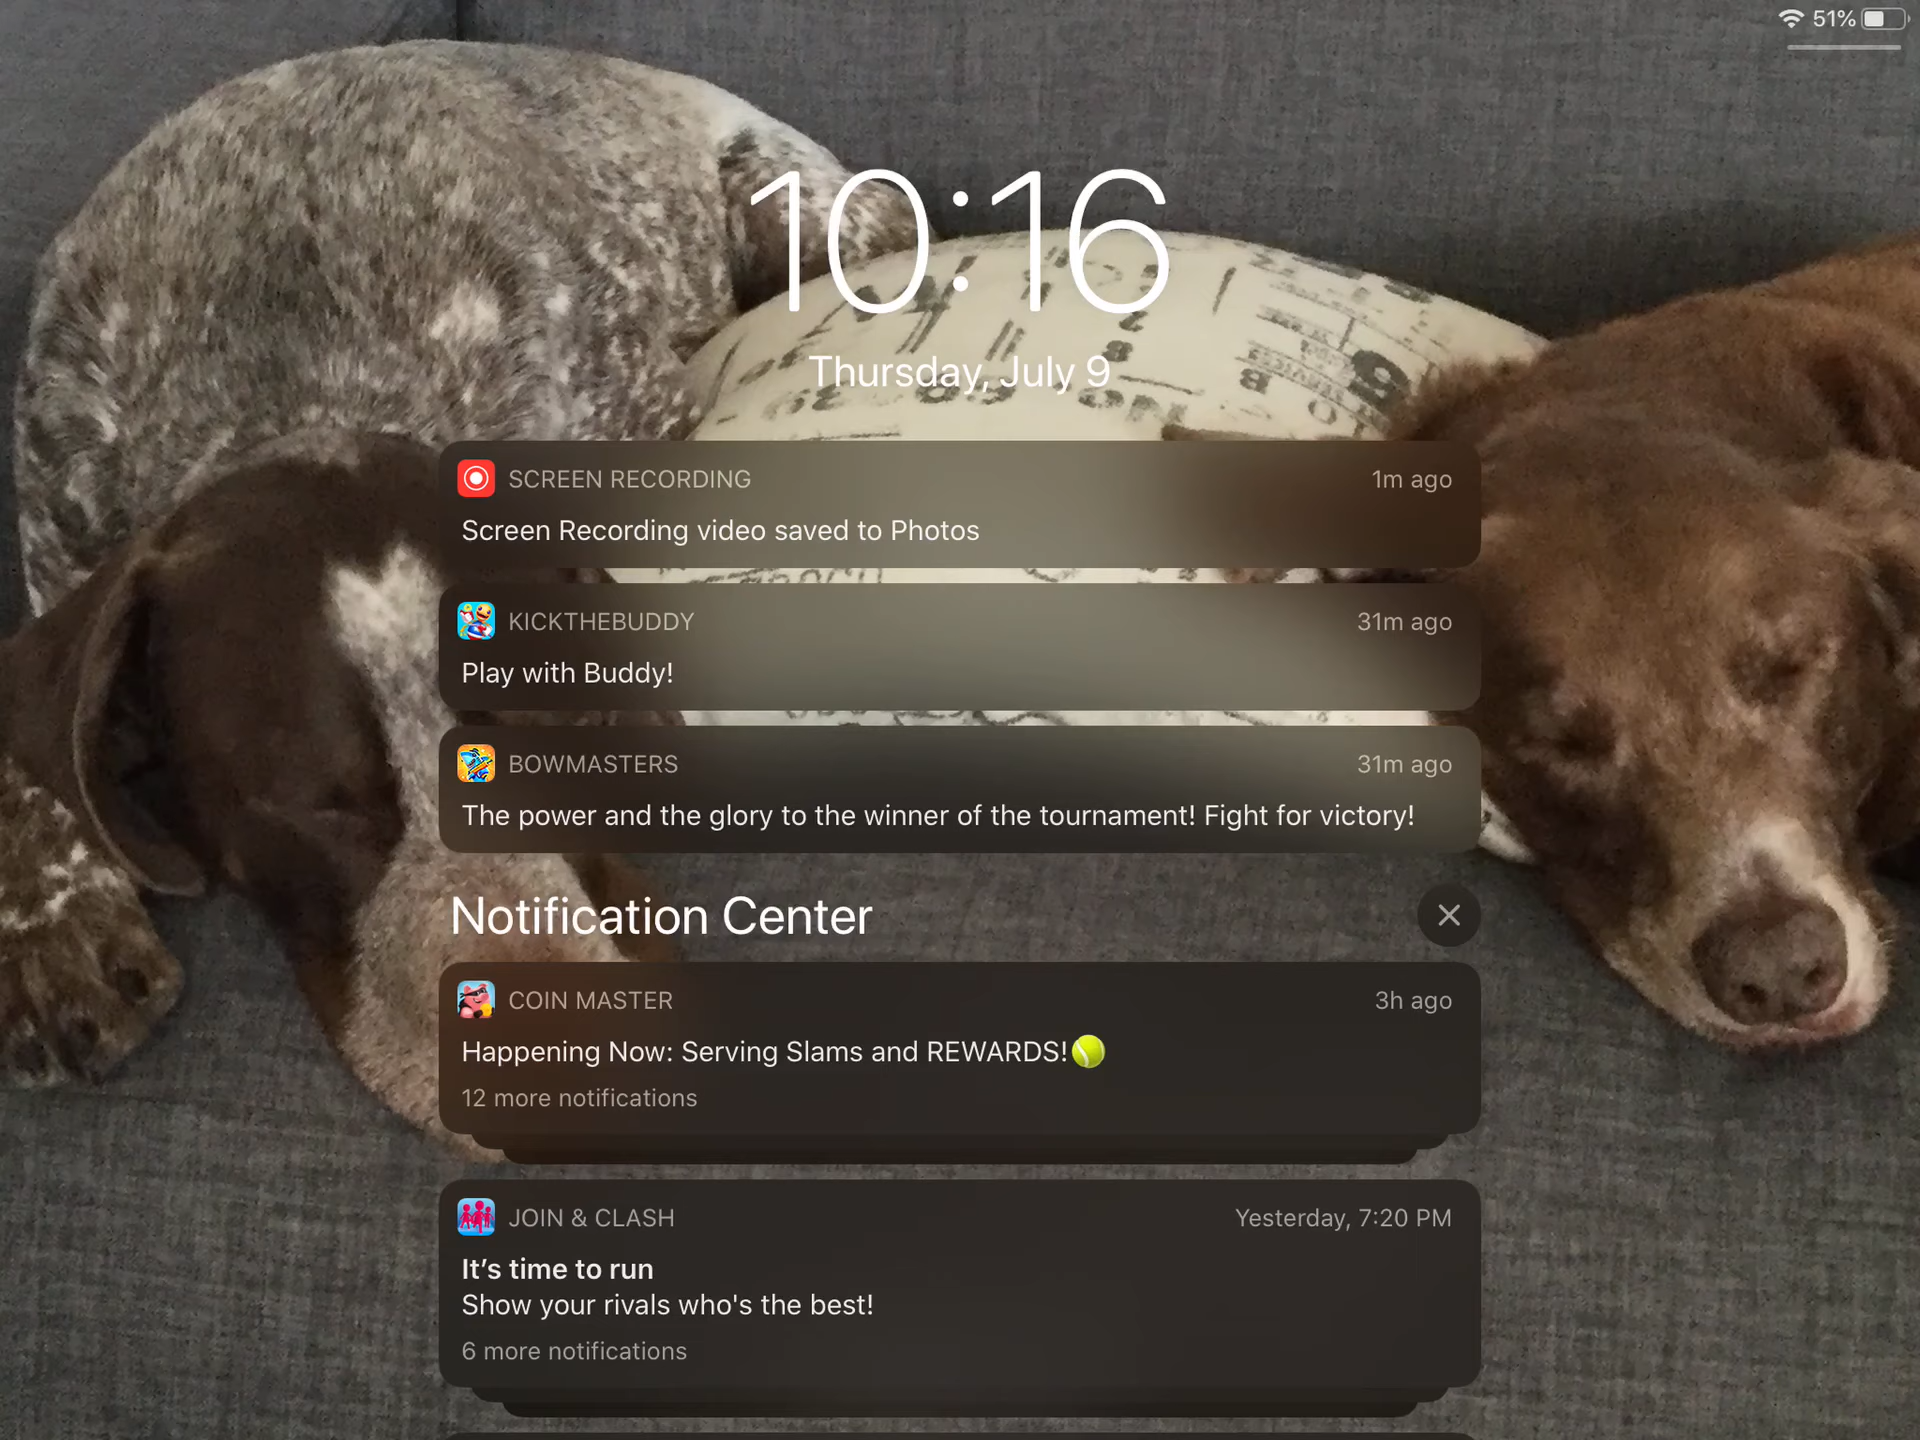 51%
10:16
Thursday, July 9
SCREEN RECORDING 1m ago
Screen Recording video saved to Photos
KICKTHEBUDDY 31m ago
Play with Buddy!
BOWMASTERS 31m ago
The power and the glory to the winner of the tournament! Fight for victory!
Notification Center
COIN MASTER 3h ago
Happening Now: Serving Slams and REWARDS!🎾
12 more notifications
JOIN & CLASH Yesterday, 7:20 PM
It's time to run
Show your rivals who's the best!
6 more notifications